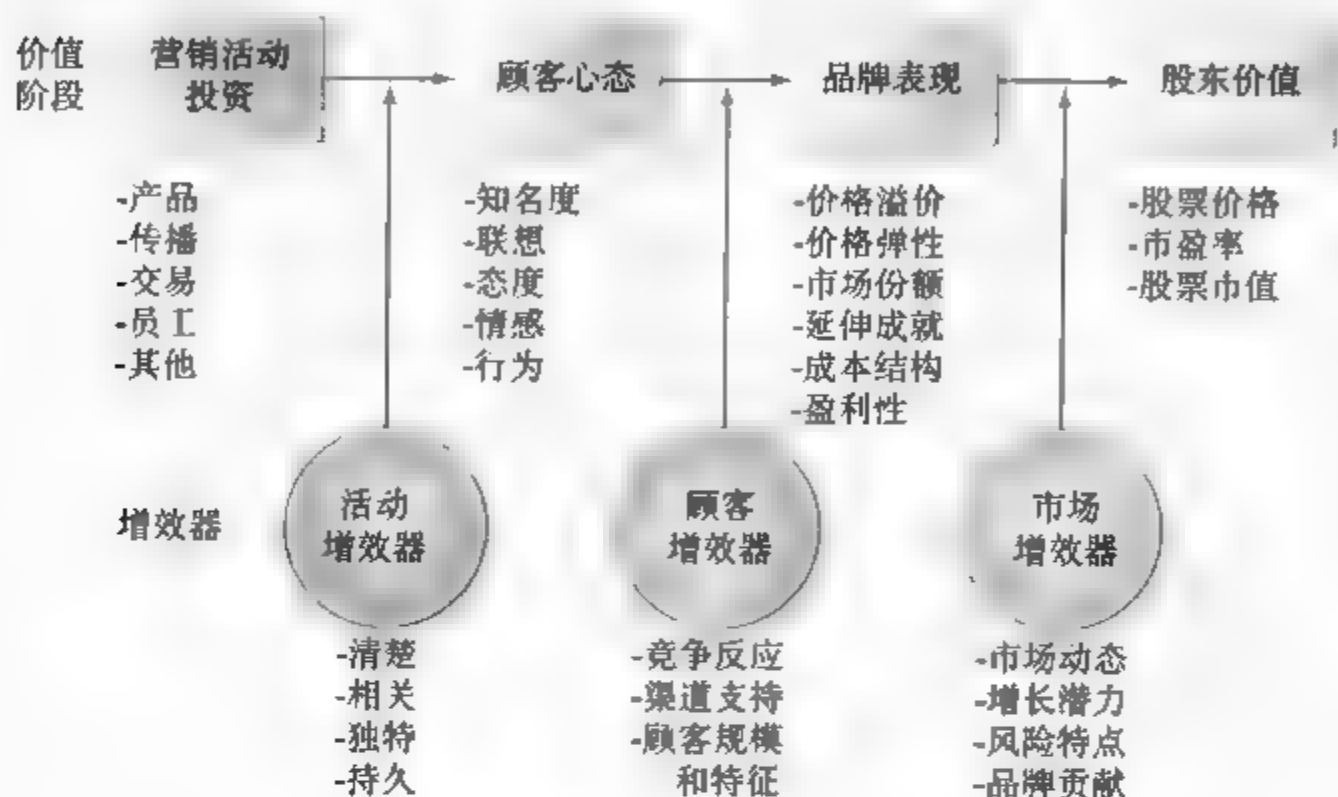 价值
阶段
营销活动
投资
顾客心态
品牌表现
股东价值
-产品
-传播
-交易
-员工
-其他
-知名度
-联想
-态度
-情感
-行为
-价格溢价
-价格弹性
-市场份额
-延伸成就
-成本结构
-盈利性
-股票价格
-市盈率
-股票市值
增效器
活动
增效器
顾客
增效器
市场
增效器
-清楚
-相关
-独特
-持久
-竞争反应
-渠道支持
-顾客规模
和特征
-市场动态
-增长潜力
-风险特点
-品牌贡献